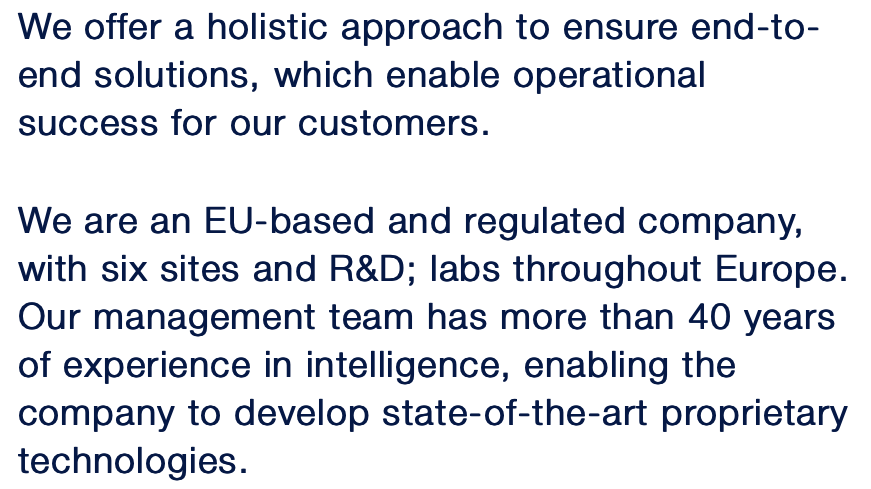 We offer a holistic approach to ensure end-to-
end solutions, which enable operational
success for our customers.
We are an EU-based and regulated company,
with six sites and R&D; labs throughout Europe.
Our management team has more than 40 years
of experience in intelligence, enabling the
company to develop state-of-the-art proprietary
technologies.